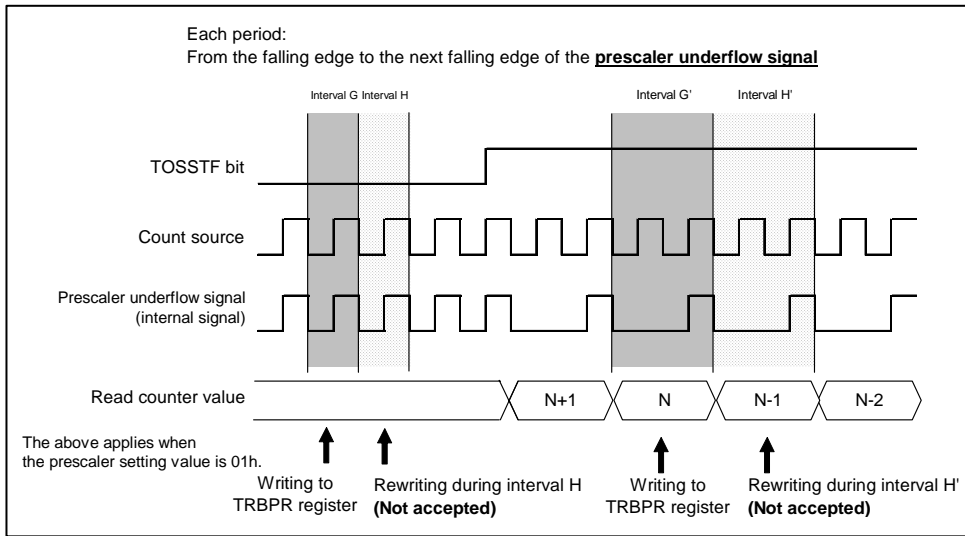 Each period:
From the falling edge to the next falling edge of the prescaler underflow signal
Interval G Interval H Interval G' Interval H'
TOSSTF bit
Count source
Prescaler underflow signal
(internal signal)
Read counter value N+1 N N-1 N-2
The above applies when
the prescaler setting value is 01h.
Writing to
TRBPR register
Rewriting during interval H
(Not accepted)
Writing to
TRBPR register
Rewriting during interval H'
(Not accepted)